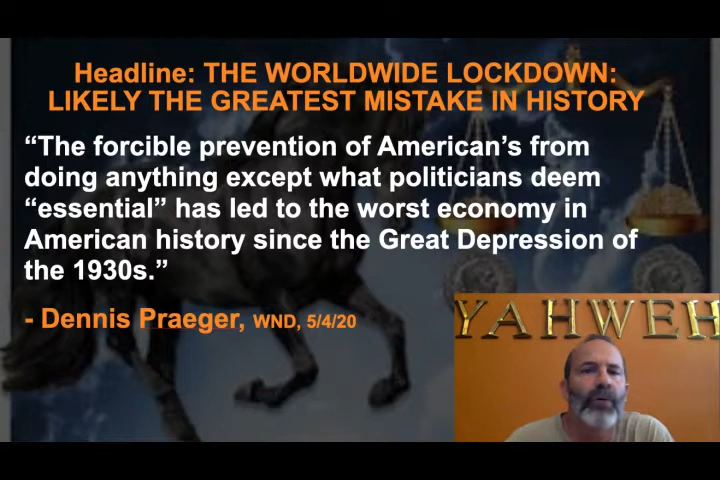 Headline: THE WORLDWIDE LOCKDOWN:
LIKELY THE GREATEST MISTAKE IN HISTORY
“The forcible prevention of American’s from
doing anything except what politicians deem
“essential” has led to the worst economy in
American history since the Great Depression of
the 1930s.”
- Dennis Praeger, WND, 5/4/20
YAHWEH